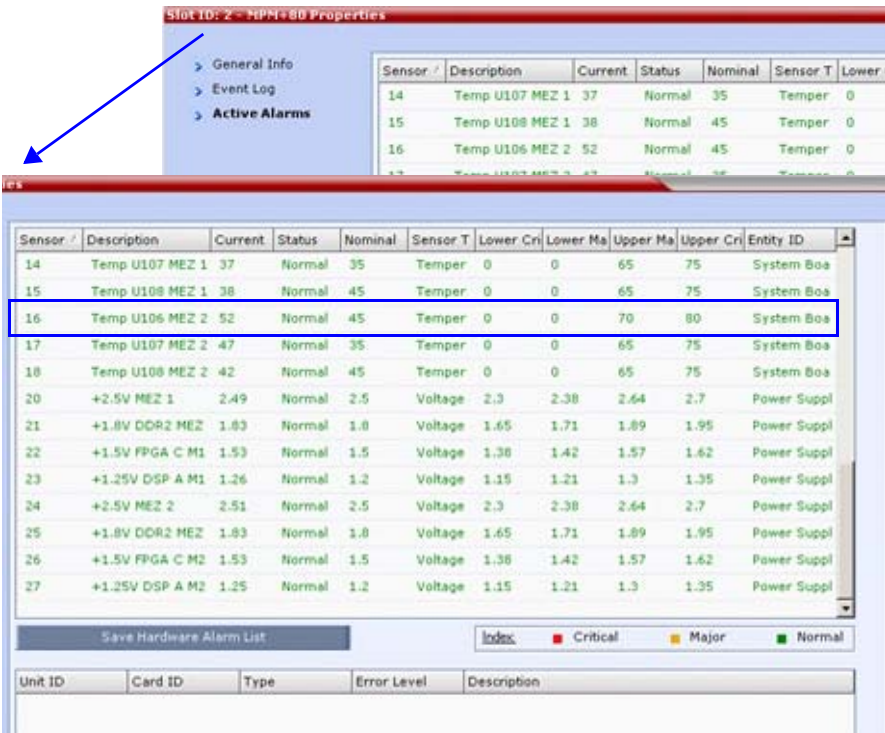 Slot ID: 2 - MPM+80 Properties
General Info
Event Log
Active Alarms
Sensor / Description Current Status Nominal Sensor T Lower
14 Temp U107 MEZ 1 37 Normal 35 Temper 0
15 Temp U108 MEZ 1 38 Normal 45 Temper 0
16 Temp U106 MEZ 2 52 Normal 45 Temper 0
ies
Sensor / Description Current Status Nominal Sensor T Lower Cri Lower Ma Upper Ma Upper Cri Entity ID
14 Temp U107 MEZ 1 37 Normal 35 Temper 0 0 65 75 System Boa
15 Temp U108 MEZ 1 38 Normal 45 Temper 0 0 65 75 System Boa
16 Temp U106 MEZ 2 52 Normal 45 Temper 0 0 70 80 System Boa
17 Temp U107 MEZ 2 47 Normal 35 Temper 0 0 65 75 System Boa
18 Temp U108 MEZ 2 42 Normal 45 Temper 0 0 65 75 System Boa
20 +2.5V MEZ 1 2.49 Normal 2.5 Voltage 2.3 2.38 2.64 2.7 Power Suppl
21 +1.8V DDR2 MEZ 1.83 Normal 1.8 Voltage 1.65 1.71 1.89 1.95 Power Suppl
22 +1.5V FPGA C M1 1.53 Normal 1.5 Voltage 1.38 1.42 1.57 1.62 Power Suppl
23 +1.25V DSP A M1 1.26 Normal 1.2 Voltage 1.15 1.21 1.3 1.35 Power Suppl
24 +2.5V MEZ 2 2.51 Normal 2.5 Voltage 2.3 2.38 2.64 2.7 Power Suppl
25 +1.8V DDR2 MEZ 1.83 Normal 1.8 Voltage 1.65 1.71 1.89 1.95 Power Suppl
26 +1.5V FPGA C M2 1.53 Normal 1.5 Voltage 1.38 1.42 1.57 1.62 Power Suppl
27 +1.25V DSP A M2 1.25 Normal 1.2 Voltage 1.15 1.21 1.3 1.35 Power Suppl
Save Hardware Alarm List Index Critical Major Normal
Unit ID Card ID Type Error Level Description